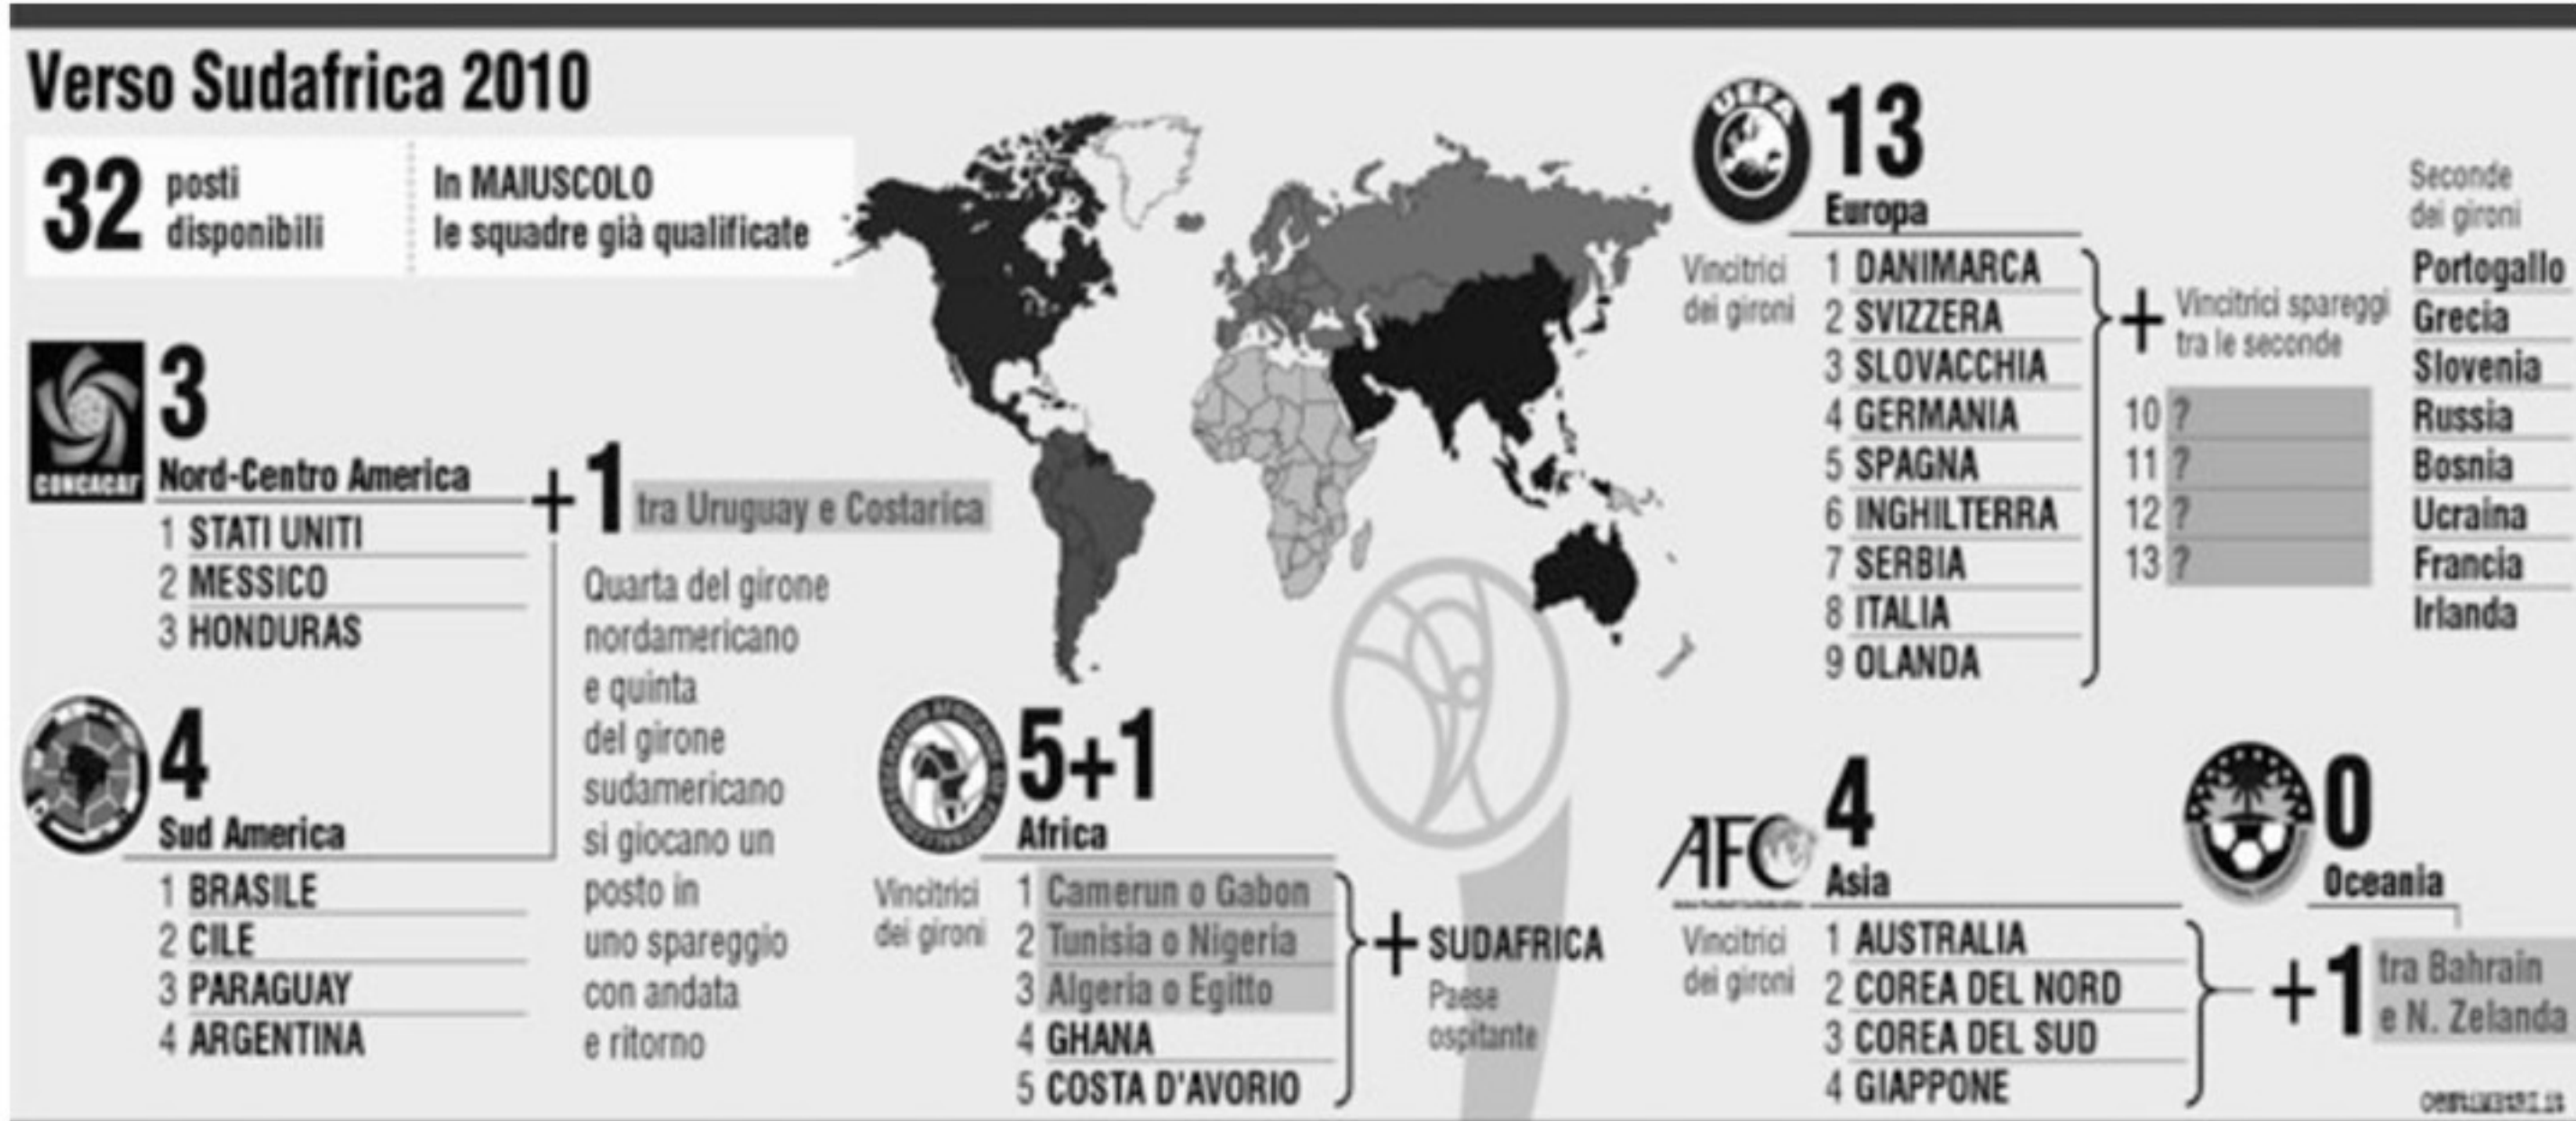 Verso Sudafrica 2010
32 posti
disponibili
In MAIUSCOLO
le squadre già qualificate
CONCACAF
3
Nord-Centro America
1 STATI UNITI
2 MESSICO
3 HONDURAS
+1 tra Uruguay e Costarica
Quarta del girone
nordamericano
e quinta
del girone
sudamericano
si giocano un
posto in
uno spareggio
con andata
e ritorno
4
Sud America
1 BRASILE
2 CILE
3 PARAGUAY
4 ARGENTINA
5+1
Africa
Vincitrici
dei gironi
1 Camerun o Gabon
2 Tunisia o Nigeria
3 Algeria o Egitto
4 GHANA
5 COSTA D'AVORIO
+ SUDAFRICA
Paese
ospitante
UEFA
13
Europa
Vincitrici
dei gironi
1 DANIMARCA
2 SVIZZERA
3 SLOVACCHIA
4 GERMANIA
5 SPAGNA
6 INGHILTERRA
7 SERBIA
8 ITALIA
9 OLANDA
+ Vincitrici spareggi
tra le seconde
10 ?
11 ?
12 ?
13 ?
Seconde
dei gironi
Portogallo
Grecia
Slovenia
Russia
Bosnia
Ucraina
Francia
Irlanda
AFC
4
Asia
Vincitrici
dei gironi
1 AUSTRALIA
2 COREA DEL NORD
3 COREA DEL SUD
4 GIAPPONE
0
Oceania
+1 tra Bahrain
e N. Zelanda